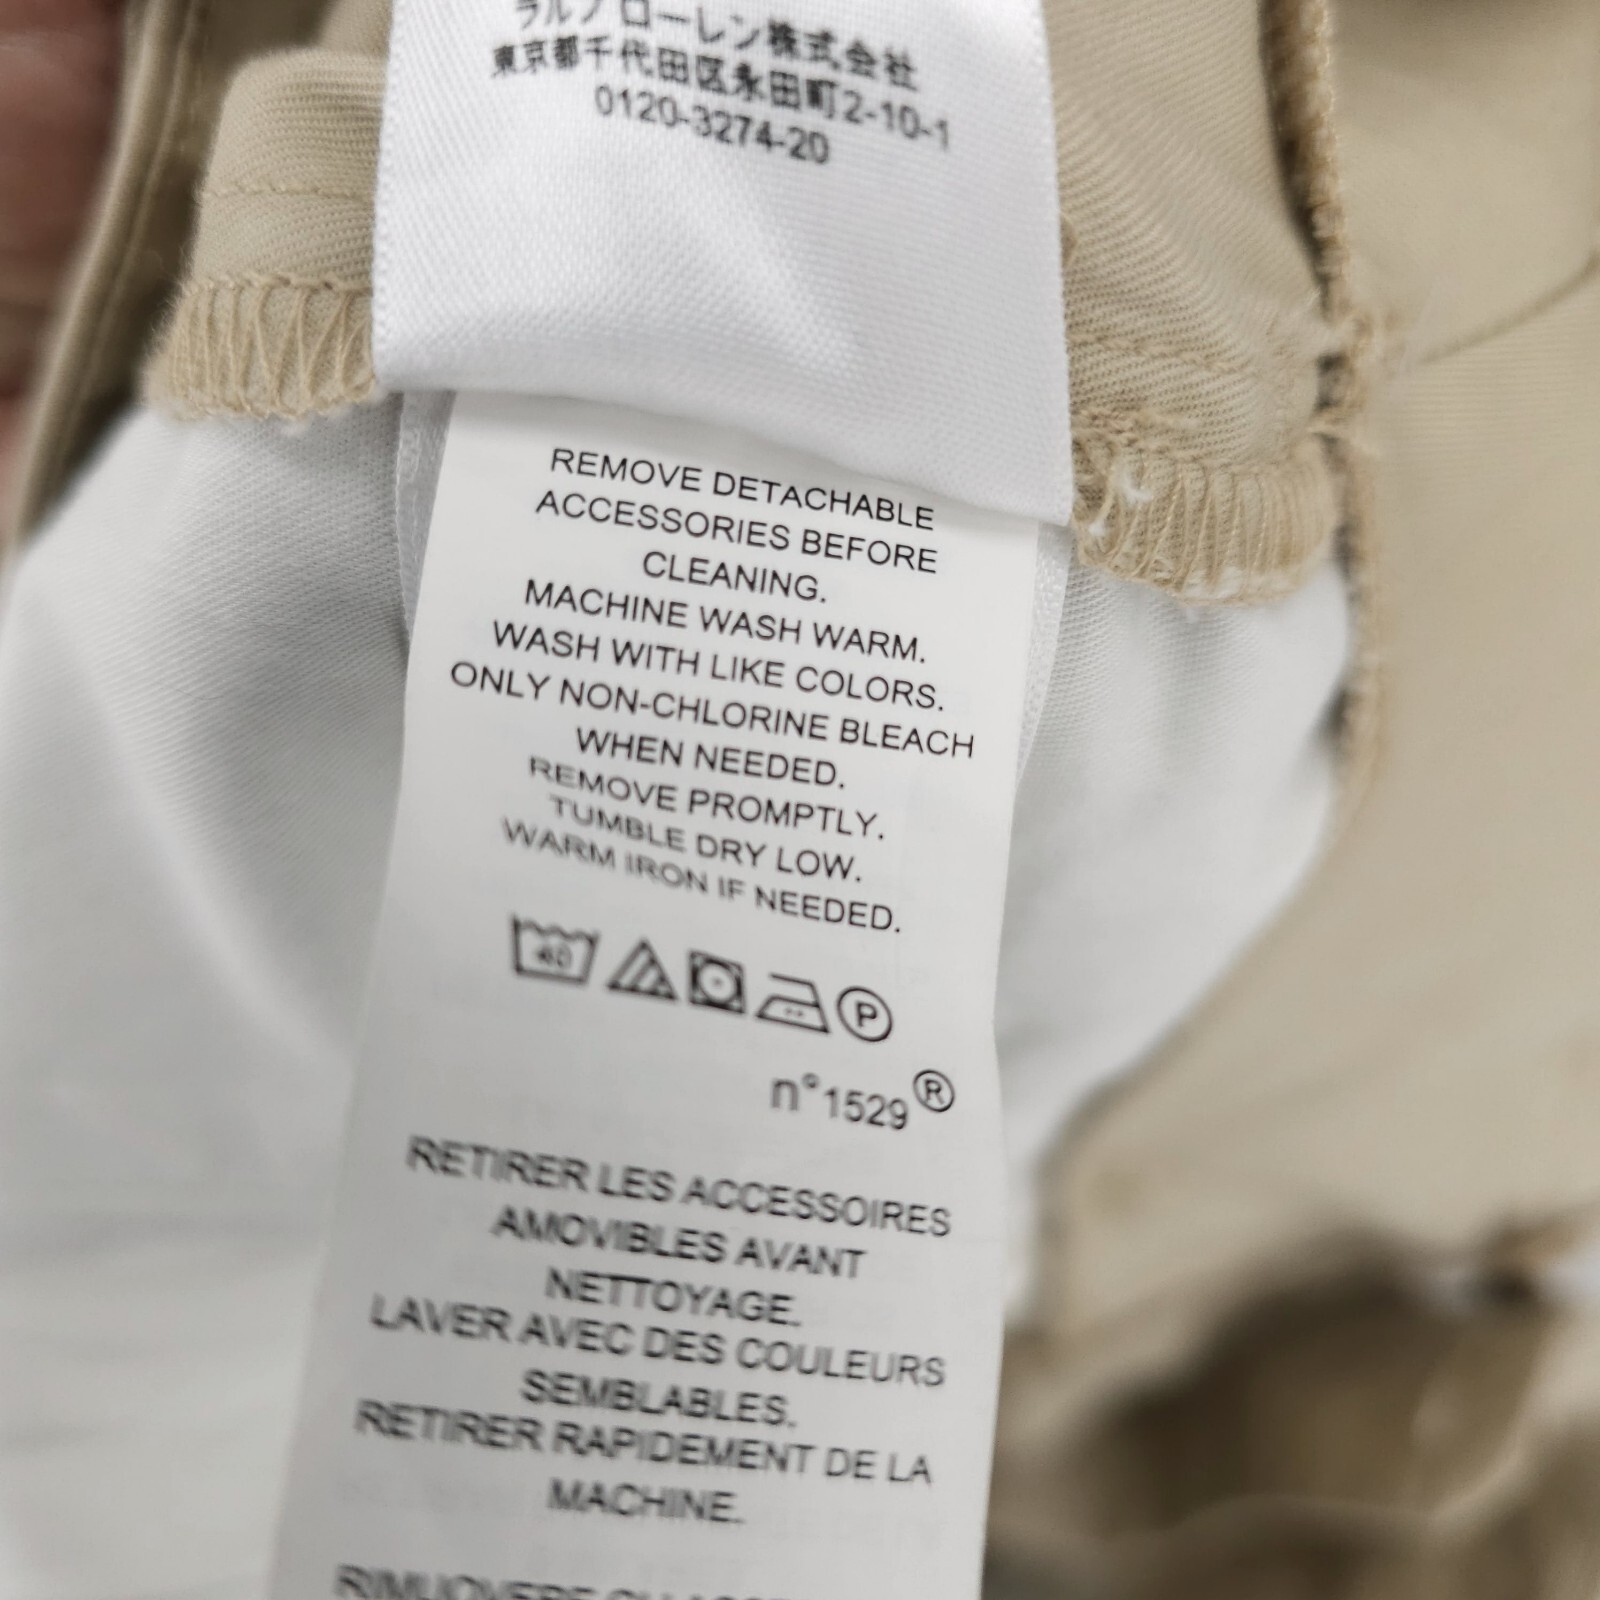 ラルフ ローレン株式会社
東京都千代田区永田町2-10-1
0120-3274-20
REMOVE DETACHABLE
ACCESSORIES BEFORE
CLEANING.
MACHINE WASH WARM.
WASH WITH LIKE COLORS.
ONLY NON-CHLORINE BLEACH
WHEN NEEDED.
REMOVE PROMPTLY.
TUMBLE DRY LOW.
WARM IRON IF NEEDED.
40 P
n°1529®
RETIRER LES ACCESSOIRES
AMOVIBLES AVANT
NETTOYAGE.
LAVER AVEC DES COULEURS
SEMBLABLES.
RETIRER RAPIDEMENT DE LA
MACHINE.
RIMUOVERE